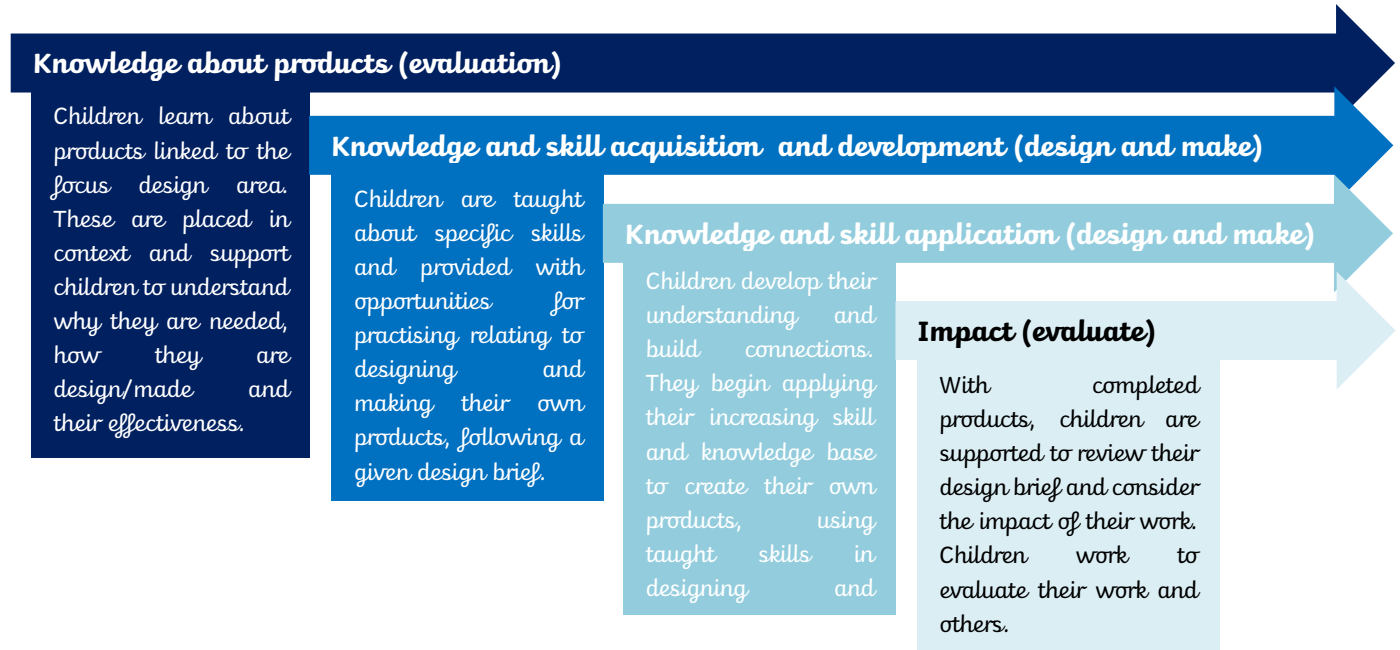 Knowledge about products (evaluation)
Children learn about
products linked to the
focus design area.
These are placed in
context and support
children to understand
why they are needed,
how they are
design/made and
their effectiveness.
Knowledge and skill acquisition and development (design and make)
Children are taught
about specific skills
and provided with
opportunities for
practising relating to
designing and
making their own
products, following a
given design brief.
Knowledge and skill application (design and make)
Children develop their
understanding and
build connections.
They begin applying
their increasing skill
and knowledge base
to create their own
products, using
taught skills in
designing and
Impact (evaluate)
With completed
products, children are
supported to review their
design brief and consider
the impact of their work.
Children work to
evaluate their work and
others.